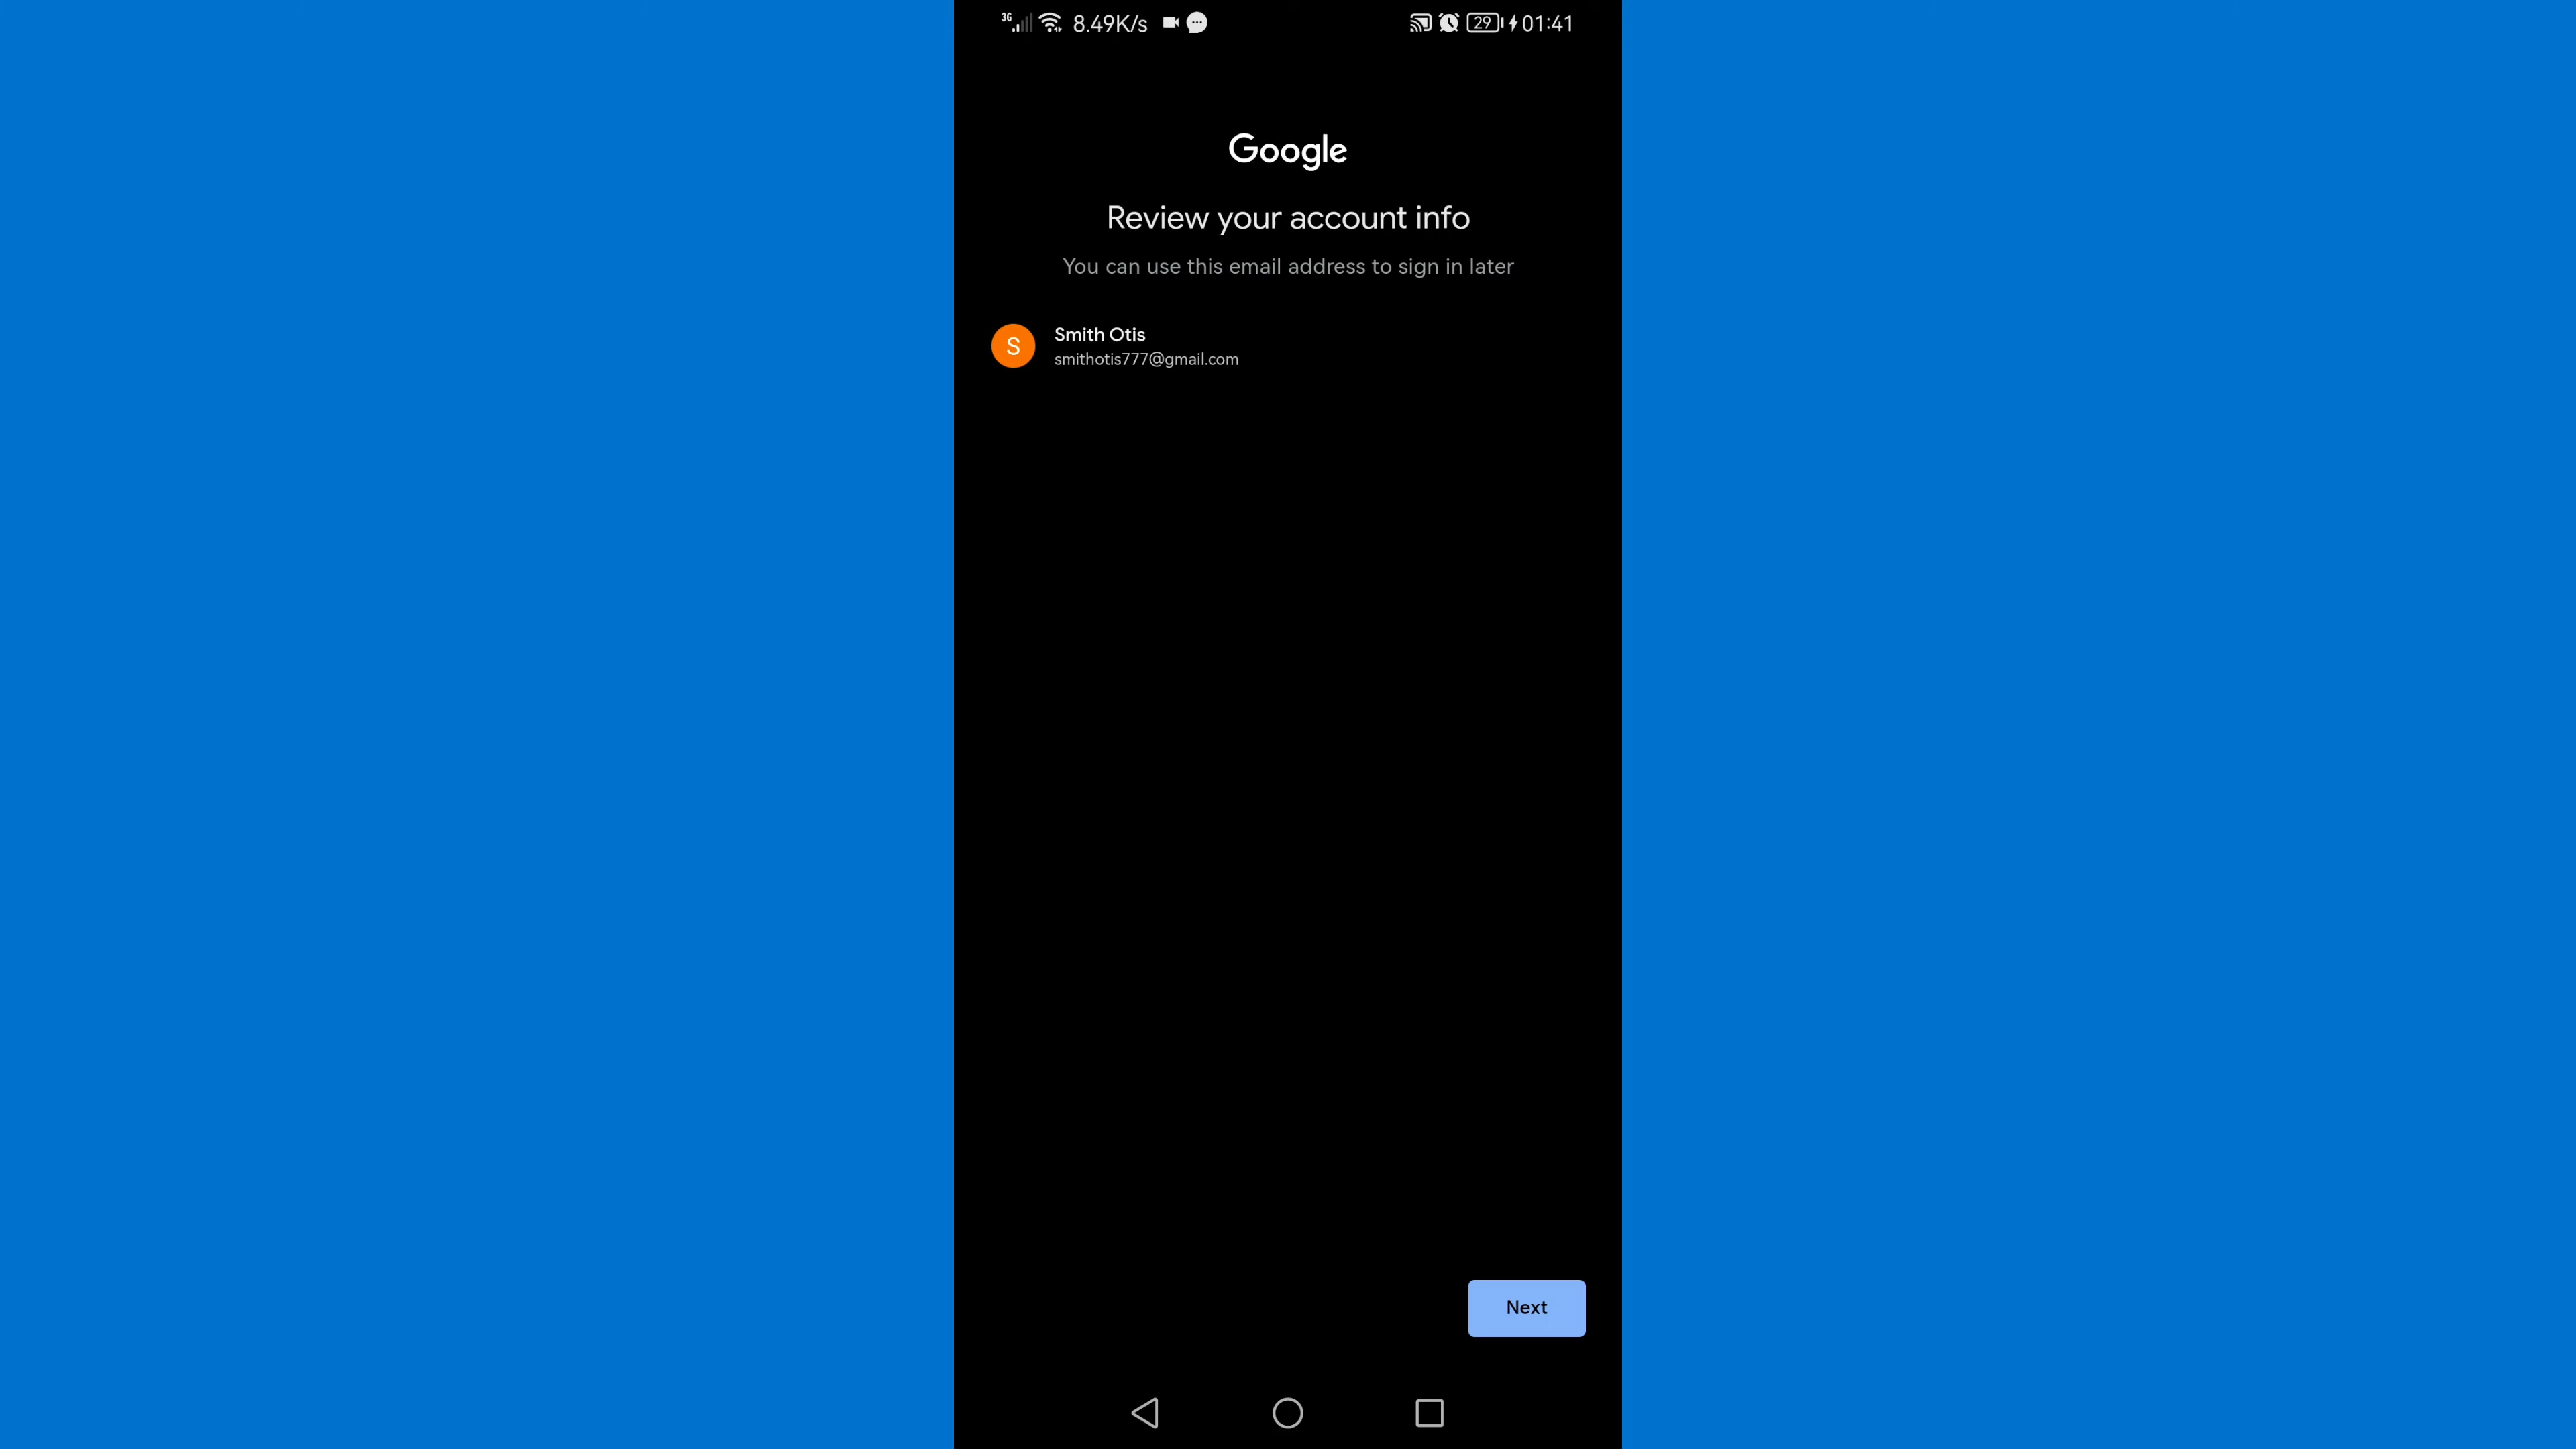 3G 8.49K/s 29 01:41
Google
Review your account info
You can use this email address to sign in later
S
Smith Otis
smithotis777@gmail.com
Next